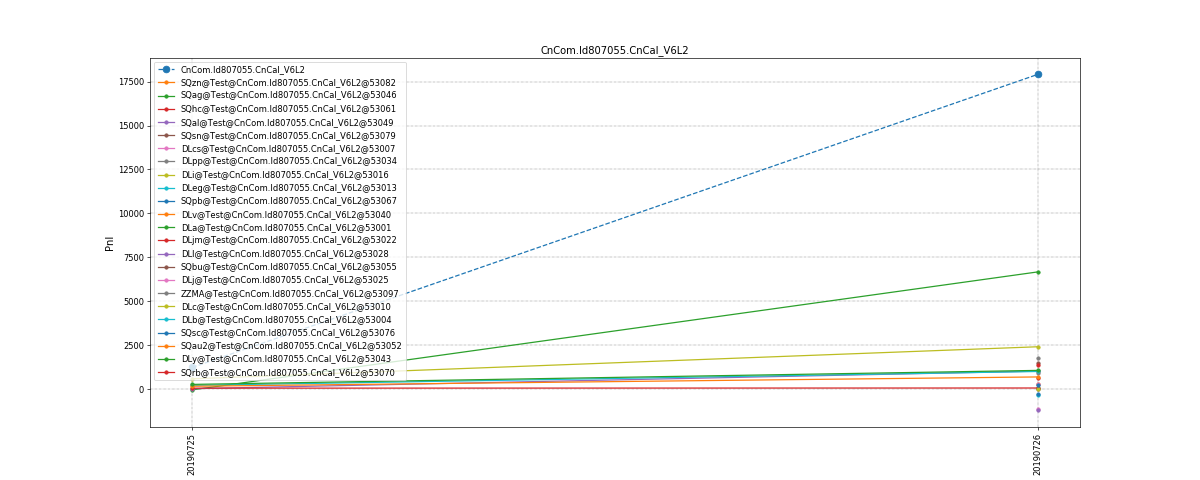 CnCom.Id807055.CnCal_V6L2
CnCom.Id807055.CnCal_V6L2
SQzn@Test@CnCom.Id807055.CnCal_V6L2@53082
SQag@Test@CnCom.Id807055.CnCal_V6L2@53046
SQhc@Test@CnCom.Id807055.CnCal_V6L2@53061
SQal@Test@CnCom.Id807055.CnCal_V6L2@53049
SQsn@Test@CnCom.Id807055.CnCal_V6L2@53079
DLcs@Test@CnCom.Id807055.CnCal_V6L2@53007
DLpp@Test@CnCom.Id807055.CnCal_V6L2@53034
DLi@Test@CnCom.Id807055.CnCal_V6L2@53016
DLeg@Test@CnCom.Id807055.CnCal_V6L2@53013
SQpb@Test@CnCom.Id807055.CnCal_V6L2@53067
DLv@Test@CnCom.Id807055.CnCal_V6L2@53040
DLa@Test@CnCom.Id807055.CnCal_V6L2@53001
DLjm@Test@CnCom.Id807055.CnCal_V6L2@53022
DLl@Test@CnCom.Id807055.CnCal_V6L2@53028
SQbu@Test@CnCom.Id807055.CnCal_V6L2@53055
DLj@Test@CnCom.Id807055.CnCal_V6L2@53025
ZZMA@Test@CnCom.Id807055.CnCal_V6L2@53097
DLc@Test@CnCom.Id807055.CnCal_V6L2@53010
DLb@Test@CnCom.Id807055.CnCal_V6L2@53004
SQsc@Test@CnCom.Id807055.CnCal_V6L2@53076
SQau2@Test@CnCom.Id807055.CnCal_V6L2@53052
DLy@Test@CnCom.Id807055.CnCal_V6L2@53043
SQrb@Test@CnCom.Id807055.CnCal_V6L2@53070
17500
15000
12500
10000
7500
5000
2500
0
Pnl
20190725
20190726